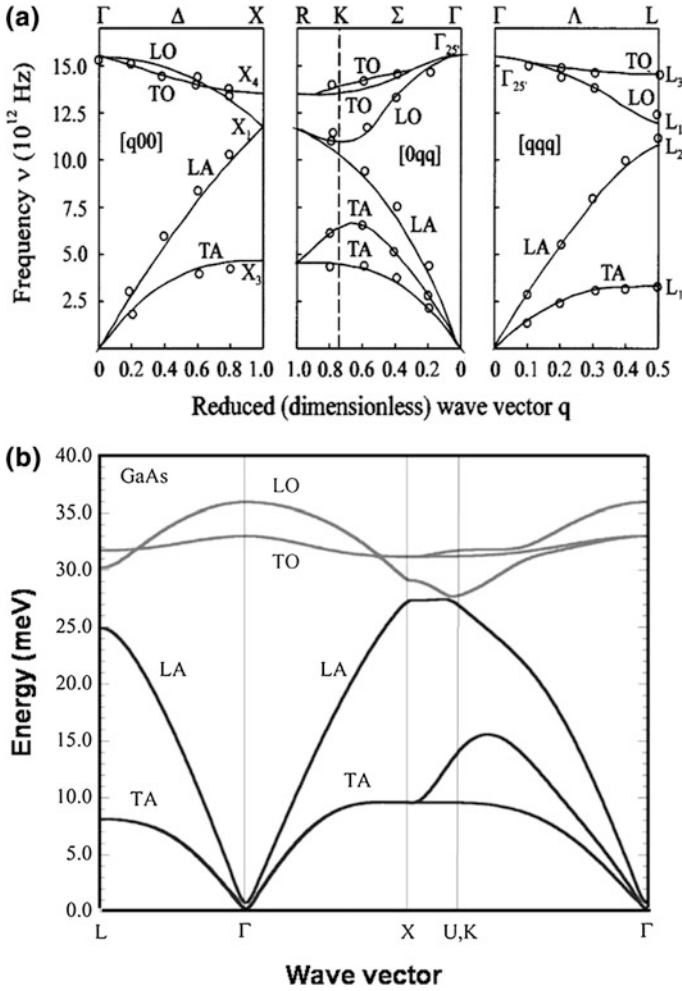 (a)
Γ Δ X R K Σ Γ Γ Λ L
Frequency ν (10¹² Hz)
15.0
12.5
10.0
7.5
5.0
2.5
LO
TO
X₄
[q00]
X₁
LA
TA
X₃
Γ₂₅'
TO
TO
LO
[0qq]
LA
TA
TA
Γ₂₅'
TO
L₃
LO
[qqq]
L₁
L₂
LA
TA
L₁
0 0.2 0.4 0.6 0.8 1.0 1.0 0.8 0.6 0.4 0.2 0 0 0.1 0.2 0.3 0.4 0.5
Reduced (dimensionless) wave vector q
(b)
Energy (meV)
40.0
35.0
30.0
25.0
20.0
15.0
10.0
5.0
0.0
GaAs
LO
TO
LA
LA
TA
TA
L Γ X U,K Γ
Wave vector